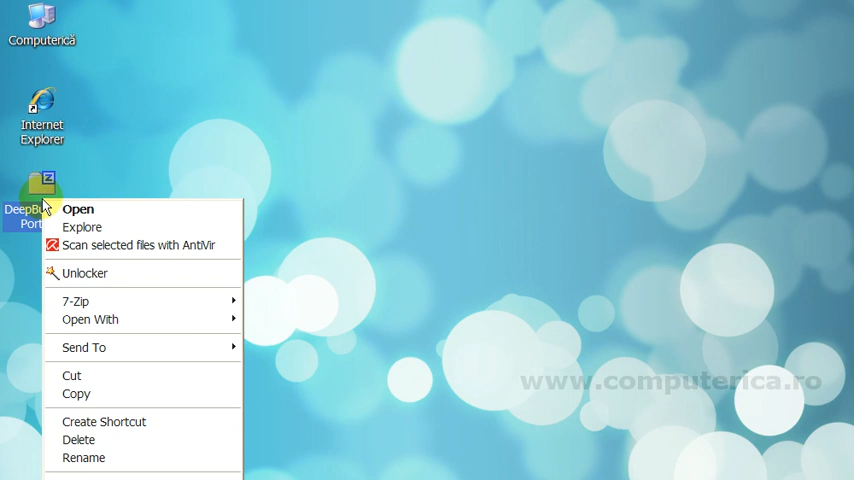 Computerică
Internet
Explorer
Open
Explore
Scan selected files with AntiVir
Unlocker
7-Zip
Open With
Send To
Cut
Copy
Create Shortcut
Delete
Rename
www.computerica.ro